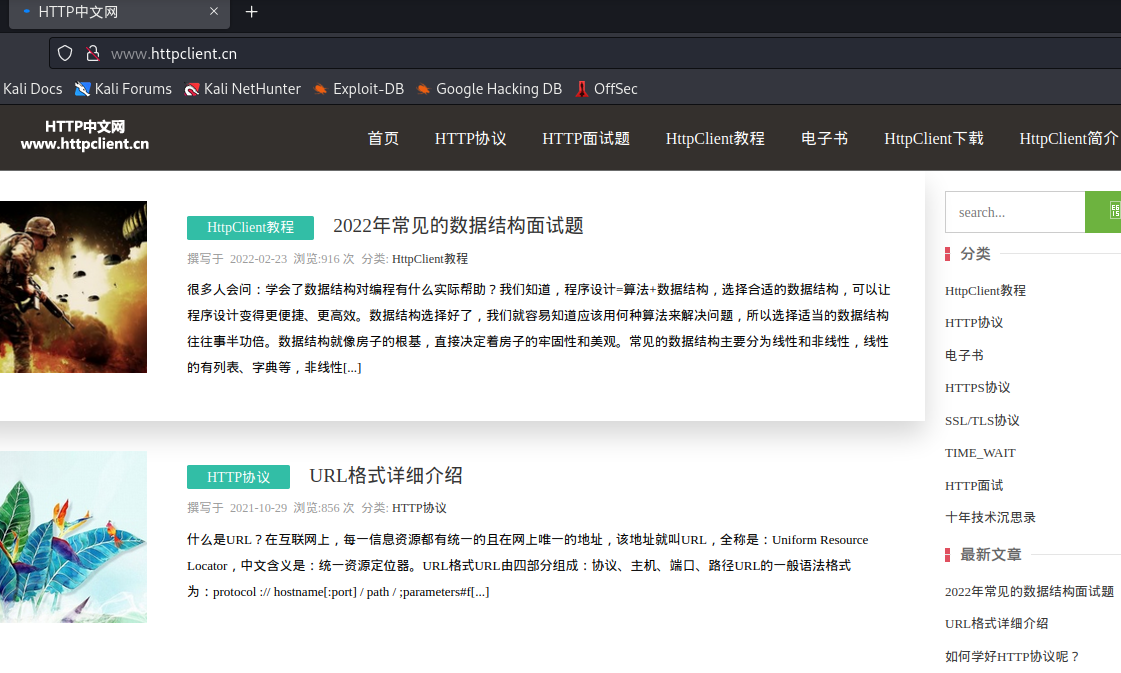 HTTP中文网
www.httpclient.cn
Kali Docs Kali Forums Kali NetHunter Exploit-DB Google Hacking DB OffSec
HTTP中文网
www.httpclient.cn
首页 HTTP协议 HTTP面试题 HttpClient教程 电子书 HttpClient下载 HttpClient简介
HttpClient教程 2022年常见的数据结构面试题
撰写于 2022-02-23 浏览:916 次 分类: HttpClient教程
很多人会问：学会了数据结构对编程有什么实际帮助？我们知道，程序设计=算法+数据结构，选择合适的数据结构，可以让
程序设计变得更便捷、更高效。数据结构选择好了，我们就容易知道应该用何种算法来解决问题，所以选择适当的数据结构
往往事半功倍。数据结构就像房子的根基，直接决定着房子的牢固性和美观。常见的数据结构主要分为线性和非线性，线性
的有列表、字典等，非线性[...]
HTTP协议 URL格式详细介绍
撰写于 2021-10-29 浏览:856 次 分类: HTTP协议
什么是URL？在互联网上，每一信息资源都有统一的且在网上唯一的地址，该地址就叫URL，全称是：Uniform Resource
Locator，中文含义是：统一资源定位器。URL格式URL由四部分组成：协议、主机、端口、路径URL的一般语法格式
为：protocol :// hostname[:port] / path / ;parameters#f[...]
search...
分类
HttpClient教程
HTTP协议
电子书
HTTPS协议
SSL/TLS协议
TIME_WAIT
HTTP面试
十年技术沉思录
最新文章
2022年常见的数据结构面试题
URL格式详细介绍
如何学好HTTP协议呢？